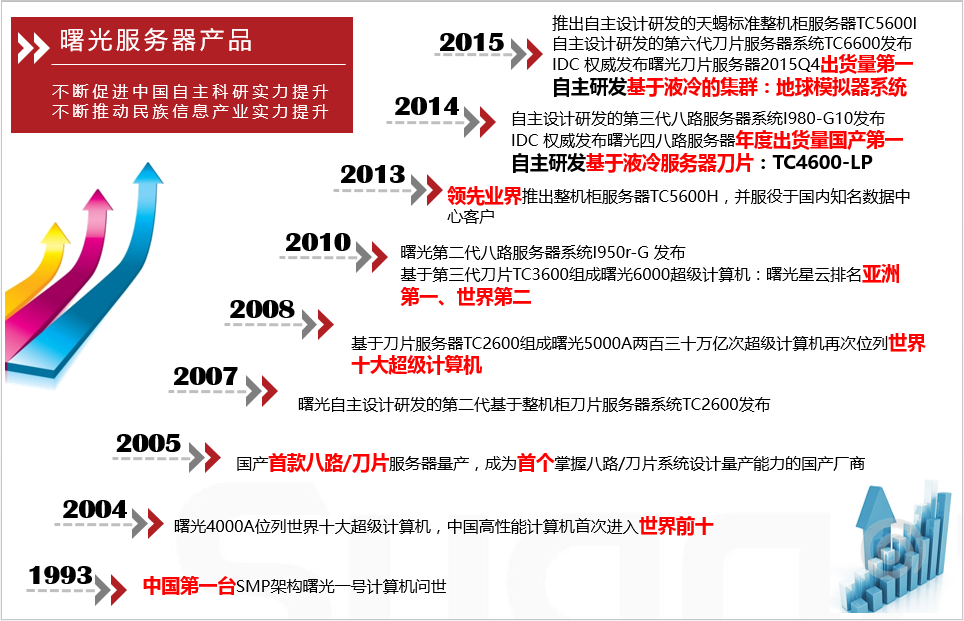 曙光服务器产品
不断促进中国自主科研实力提升
不断推动民族信息产业实力提升
2015
推出自主设计研发的天蝎标准整机柜服务器TC5600I
自主设计研发的第六代刀片服务器系统TC6600发布
IDC 权威发布曙光刀片服务器2015Q4出货量第一
自主研发基于液冷的集群：地球模拟器系统
2014
自主设计研发的第三代八路服务器系统I980-G10发布
IDC 权威发布曙光四八路服务器年度出货量国产第一
自主研发基于液冷服务器刀片：TC4600-LP
2013
领先业界推出整机柜服务器TC5600H，并服役于国内知名数据中
心客户
2010
曙光第二代八路服务器系统I950r-G 发布
基于第三代刀片TC3600组成曙光6000超级计算机：曙光星云排名亚洲
第一、世界第二
2008
基于刀片服务器TC2600组成曙光5000A两百三十万亿次超级计算机再次位列世界
十大超级计算机
2007
曙光自主设计研发的第二代基于整机柜刀片服务器系统TC2600发布
2005
国产首款八路/刀片服务器量产，成为首个掌握八路/刀片系统设计量产能力的国产厂商
2004
曙光4000A位列世界十大超级计算机，中国高性能计算机首次进入世界前十
1993
中国第一台SMP架构曙光一号计算机问世